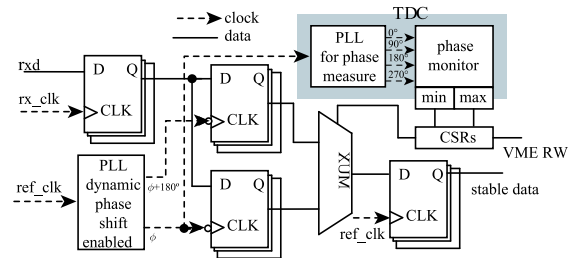 clock
data
TDC
PLL
for phase
measure
0°
90°
180°
270°
phase
monitor
min max
CSRs
VME RW
rxd
D Q
rx_clk
CLK
D Q
CLK
PLL
dynamic
phase
shift
enabled
ref_clk
ϕ+180°
ϕ
D Q
CLK
MUX
D Q
CLK
ref_clk
stable data